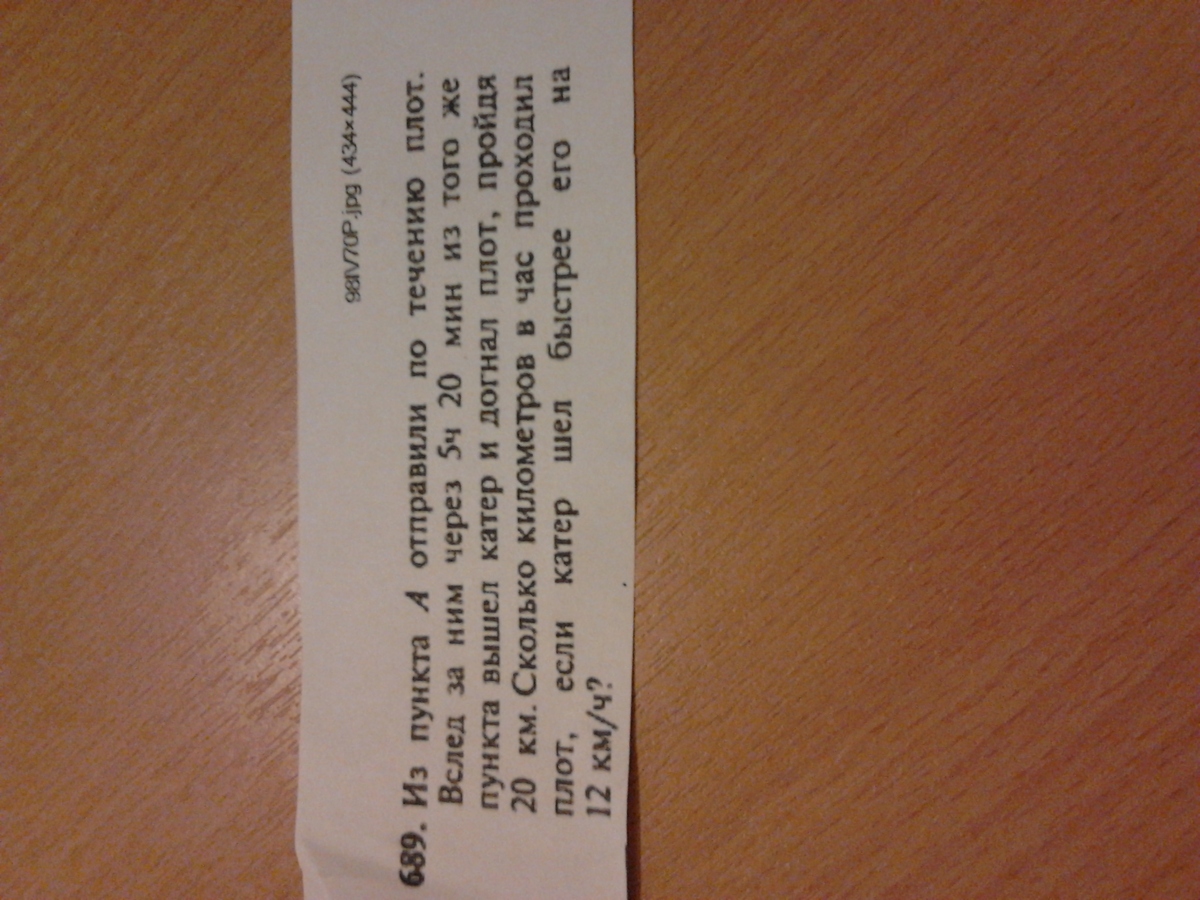 98IV70P.jpg (434×444)
689. Из пункта А отправили по течению плот.
Вслед за ним через 5ч 20 мин из того же
пункта вышел катер и догнал плот, пройдя
20 км. Сколько километров в час проходил
плот, если катер шел быстрее его на
12 км/ч?